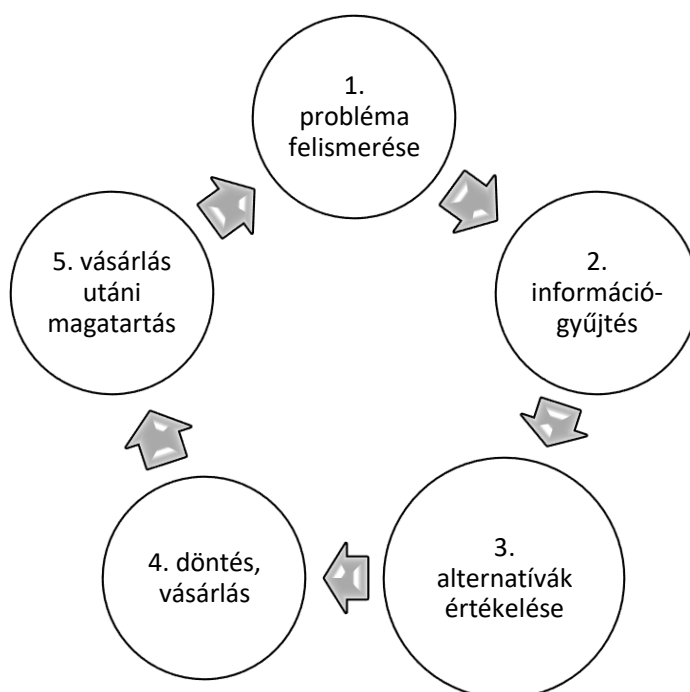 1.
probléma
felismerése
2.
információ-
gyűjtés
3.
alternatívák
értékelése
4. döntés,
vásárlás
5. vásárlás
utáni
magatartás